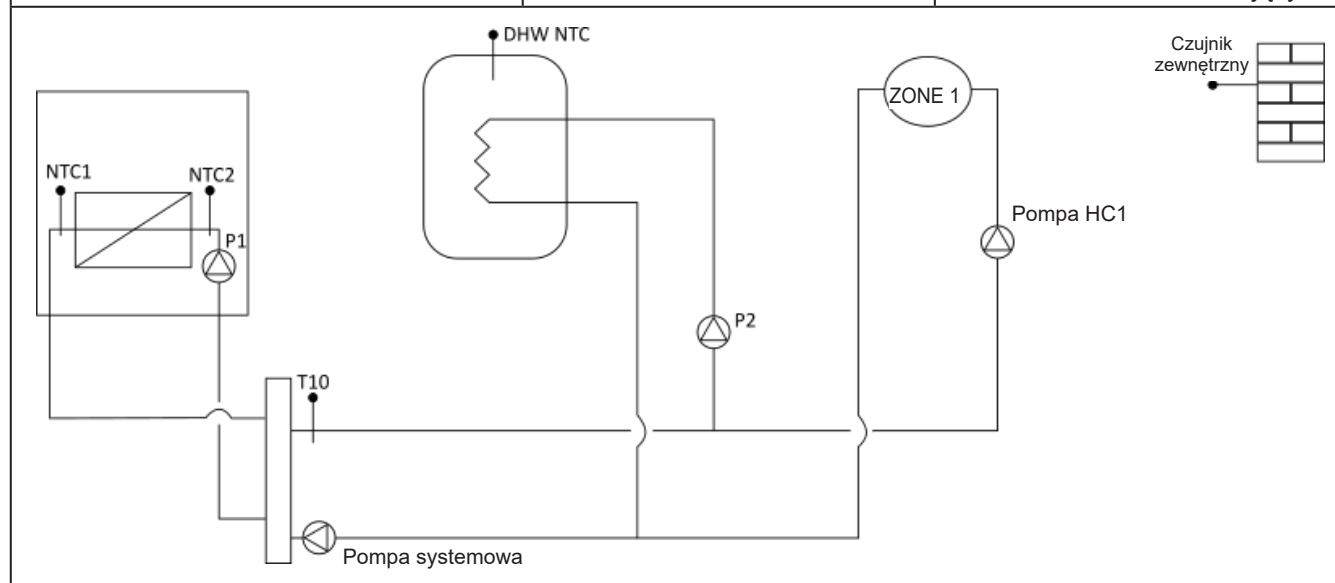 DHW NTC
Czujnik
zewnętrzny
ZONE 1
NTC1
NTC2
Pompa HC1
P1
P2
T10
Pompa systemowa